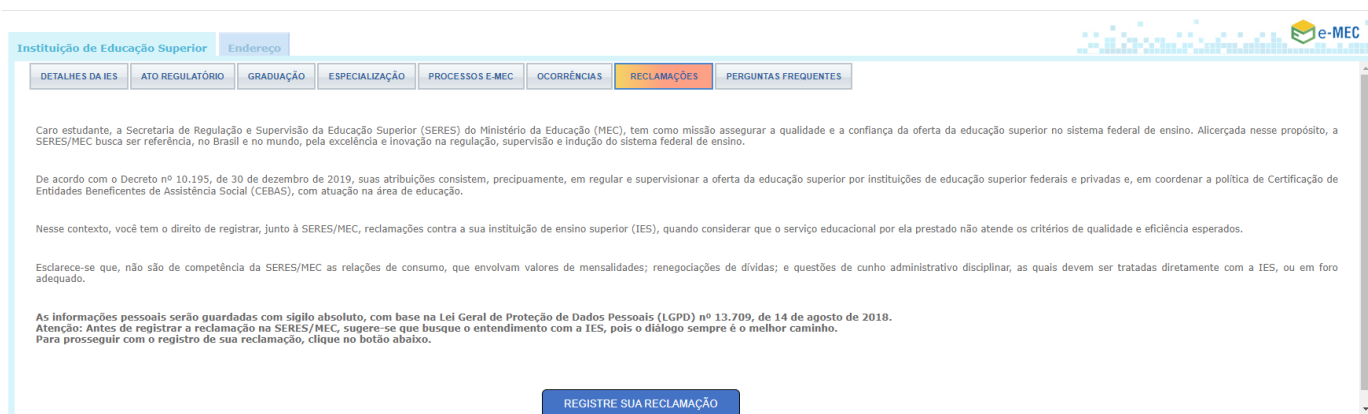 e-MEC
Instituição de Educação Superior Endereço
DETALHES DA IES ATO REGULATÓRIO GRADUAÇÃO ESPECIALIZAÇÃO PROCESSOS E-MEC OCORRÊNCIAS RECLAMAÇÕES PERGUNTAS FREQUENTES
Caro estudante, a Secretaria de Regulação e Supervisão da Educação Superior (SERES) do Ministério da Educação (MEC), tem como missão assegurar a qualidade e a confiança da oferta da educação superior no sistema federal de ensino. Alicerçada nesse propósito, a
SERES/MEC busca ser referência, no Brasil e no mundo, pela excelência e inovação na regulação, supervisão e indução do sistema federal de ensino.
De acordo com o Decreto nº 10.195, de 30 de dezembro de 2019, suas atribuições consistem, precipuamente, em regular e supervisionar a oferta da educação superior por instituições de educação superior federais e privadas e, em coordenar a política de Certificação de
Entidades Beneficentes de Assistência Social (CEBAS), com atuação na área de educação.
Nesse contexto, você tem o direito de registrar, junto à SERES/MEC, reclamações contra a sua instituição de ensino superior (IES), quando considerar que o serviço educacional por ela prestado não atende os critérios de qualidade e eficiência esperados.
Esclarece-se que, não são de competência da SERES/MEC as relações de consumo, que envolvam valores de mensalidades; renegociações de dívidas; e questões de cunho administrativo disciplinar, as quais devem ser tratadas diretamente com a IES, ou em foro
adequado.
As informações pessoais serão guardadas com sigilo absoluto, com base na Lei Geral de Proteção de Dados Pessoais (LGPD) nº 13.709, de 14 de agosto de 2018.
Atenção: Antes de registrar a reclamação na SERES/MEC, sugere-se que busque o entendimento com a IES, pois o diálogo sempre é o melhor caminho.
Para prosseguir com o registro de sua reclamação, clique no botão abaixo.
REGISTRE SUA RECLAMAÇÃO